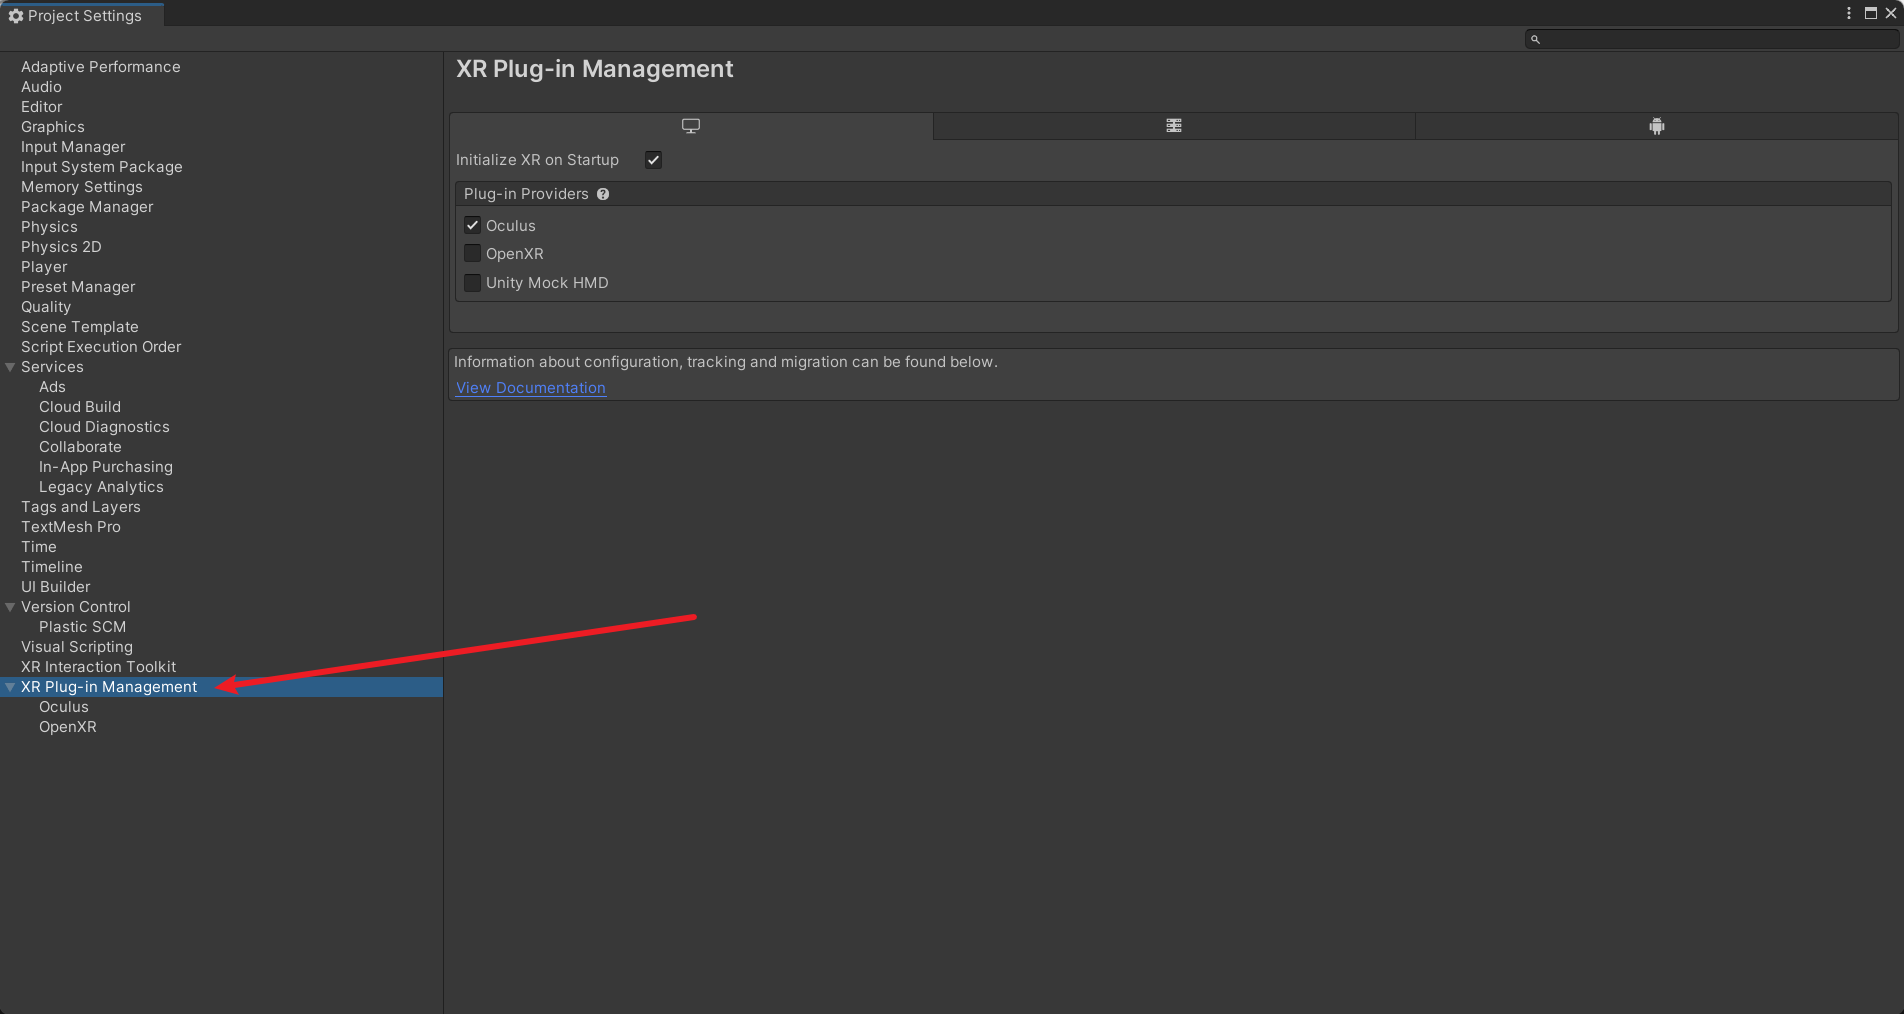 Project Settings
Adaptive Performance
Audio
Editor
Graphics
Input Manager
Input System Package
Memory Settings
Package Manager
Physics
Physics 2D
Player
Preset Manager
Quality
Scene Template
Script Execution Order
Services
Ads
Cloud Build
Cloud Diagnostics
Collaborate
In-App Purchasing
Legacy Analytics
Tags and Layers
TextMesh Pro
Time
Timeline
UI Builder
Version Control
Plastic SCM
Visual Scripting
XR Interaction Toolkit
XR Plug-in Management
Oculus
OpenXR
XR Plug-in Management
Initialize XR on Startup
Plug-in Providers
Oculus
OpenXR
Unity Mock HMD
Information about configuration, tracking and migration can be found below.
View Documentation